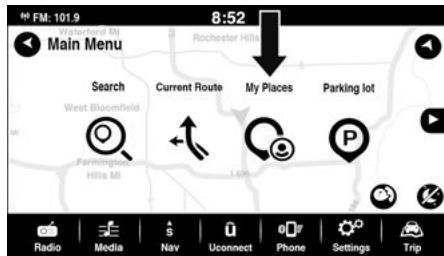 FM: 101.9 8:52
Waterford MI
Rochester Hills
Main Menu
Search Current Route My Places Parking lot
West Bloomfield
P
Farmington
Hills MI
I-696
S û
Radio Media Nav Uconnect Phone Settings Trip